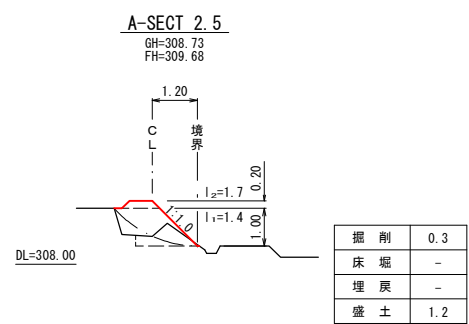 A-SECT 2.5
GH=308.73
FH=309.68
1.20
CL
境界
l₂=1.7
0.20
1:1.0
l₁=1.4
1.00
DL=308.00
掘 削 0.3
床 堀 -
埋 戻 -
盛 土 1.2